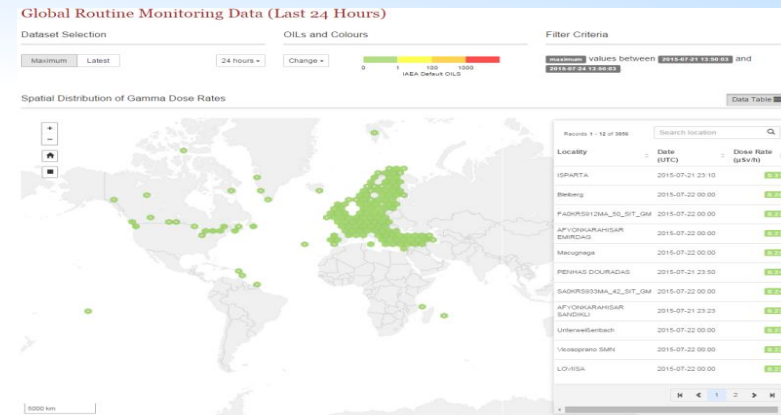 Global Routine Monitoring Data (Last 24 Hours)
Dataset Selection
OILs and Colours
Filter Criteria
Maximum
Latest
24 hours
Change
0 1 100 1000
IAEA Default OILS
maximum values between 2015-07-21 13:50:03 and
2015-07-24 13:50:03
Spatial Distribution of Gamma Dose Rates
Data Table
+
-
Records 1 - 12 of 3856
Search location
Locality
Date (UTC)
Dose Rate (µSv/h)
ISPARTA 2015-07-21 23:10
Bleiberg 2015-07-22 00:00
2015-07-22 00:00
AFYONKARAHISAR EMIRDAG 2015-07-22 00:00
Macugnaga 2015-07-22 00:00
PENHAS DOURADAS 2015-07-21 23:50
2015-07-22 00:00
AFYONKARAHISAR SANDIKLI 2015-07-21 23:23
Unterweißenbach 2015-07-22 00:00
Vicosoprano SMN 2015-07-22 00:00
LOVIISA 2015-07-22 00:00
1 2
5000 km